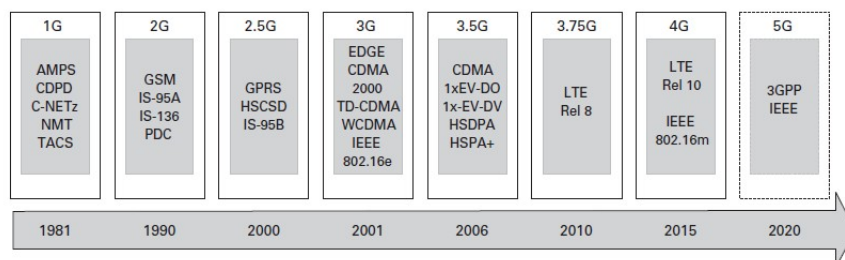 1G
AMPS
CDPD
C-NETz
NMT
TACS
2G
GSM
IS-95A
IS-136
PDC
2.5G
GPRS
HSCSD
IS-95B
3G
EDGE
CDMA
2000
TD-CDMA
WCDMA
IEEE
802.16e
3.5G
CDMA
1xEV-DO
1x-EV-DV
HSDPA
HSPA+
3.75G
LTE
Rel 8
4G
LTE
Rel 10
IEEE
802.16m
5G
3GPP
IEEE
1981
1990
2000
2001
2006
2010
2015
2020